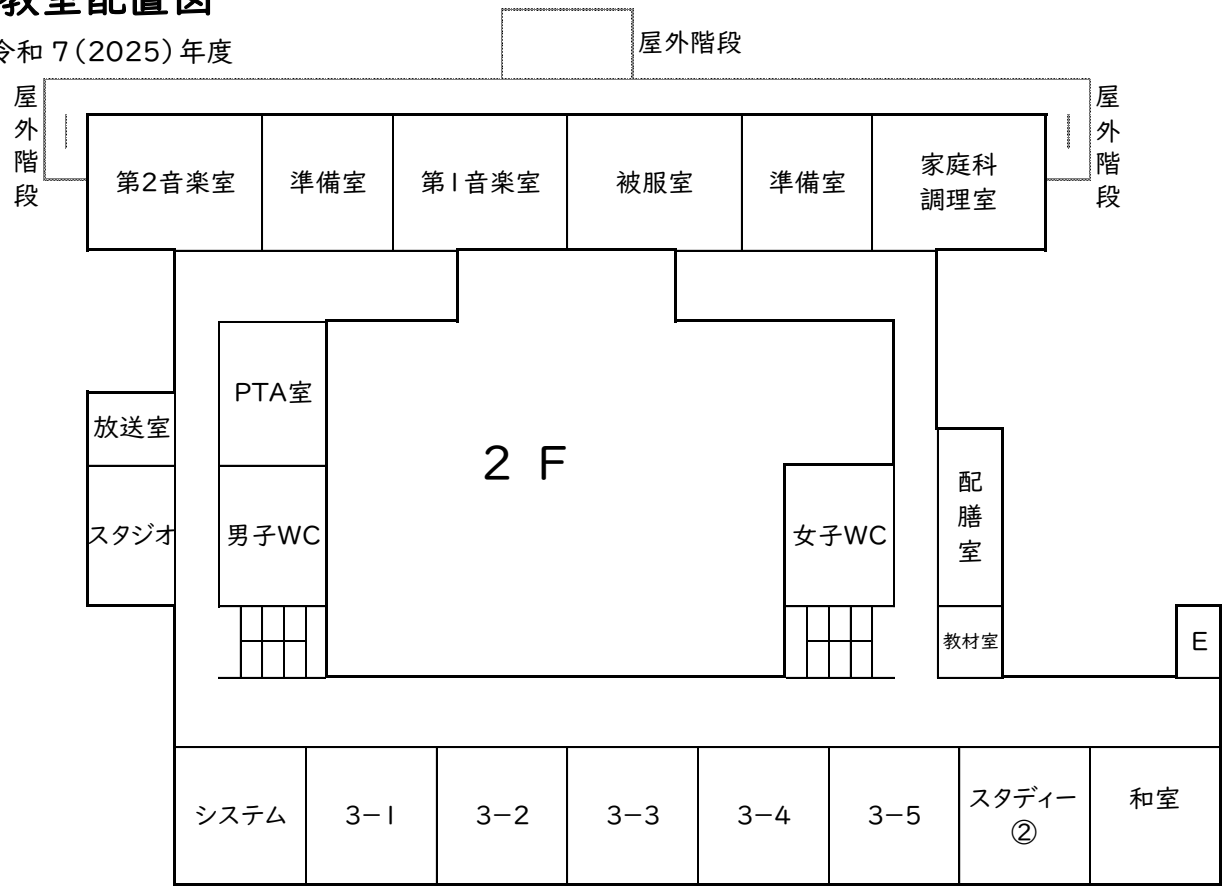 教室配置図
令和7(2025)年度
屋外階段
屋外階段
屋外階段
第2音楽室
準備室
第1音楽室
被服室
準備室
家庭科
調理室
PTA室
放送室
2 F
スタジオ
男子WC
女子WC
配膳室
教材室
E
システム
3-1
3-2
3-3
3-4
3-5
スタディー
②
和室